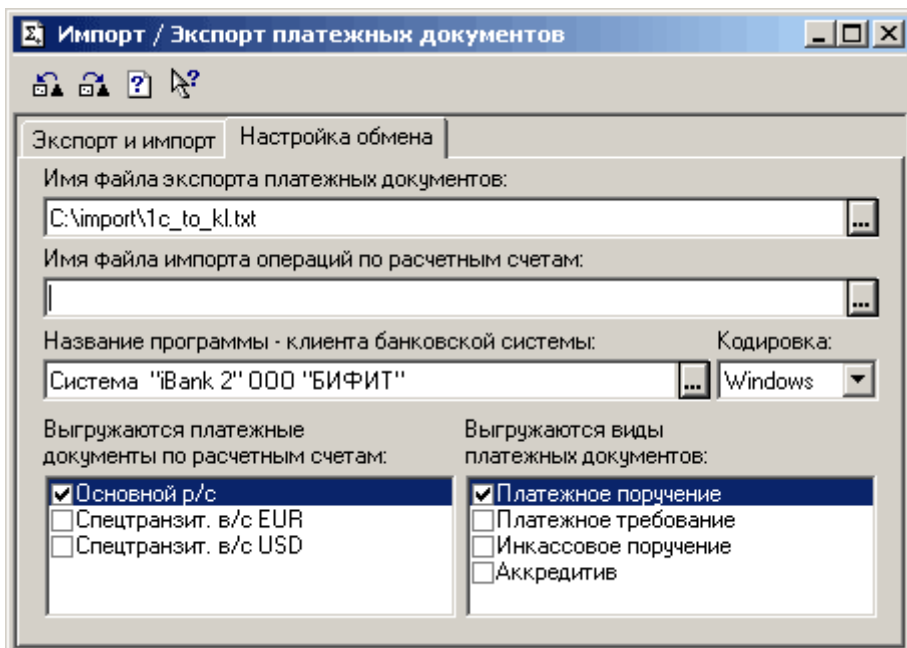 Импорт / Экспорт платежных документов
Экспорт и импорт
Настройка обмена
Имя файла экспорта платежных документов:
C:\import\1c_to_kl.txt
...
Имя файла импорта операций по расчетным счетам:
...
Название программы - клиента банковской системы:
Кодировка:
Система "iBank 2" ООО "БИФИТ"
...
Windows
Выгружаются платежные
документы по расчетным счетам:
Основной р/с
Спецтранзит. в/с EUR
Спецтранзит. в/с USD
Выгружаются виды
платежных документов:
Платежное поручение
Платежное требование
Инкассовое поручение
Аккредитив